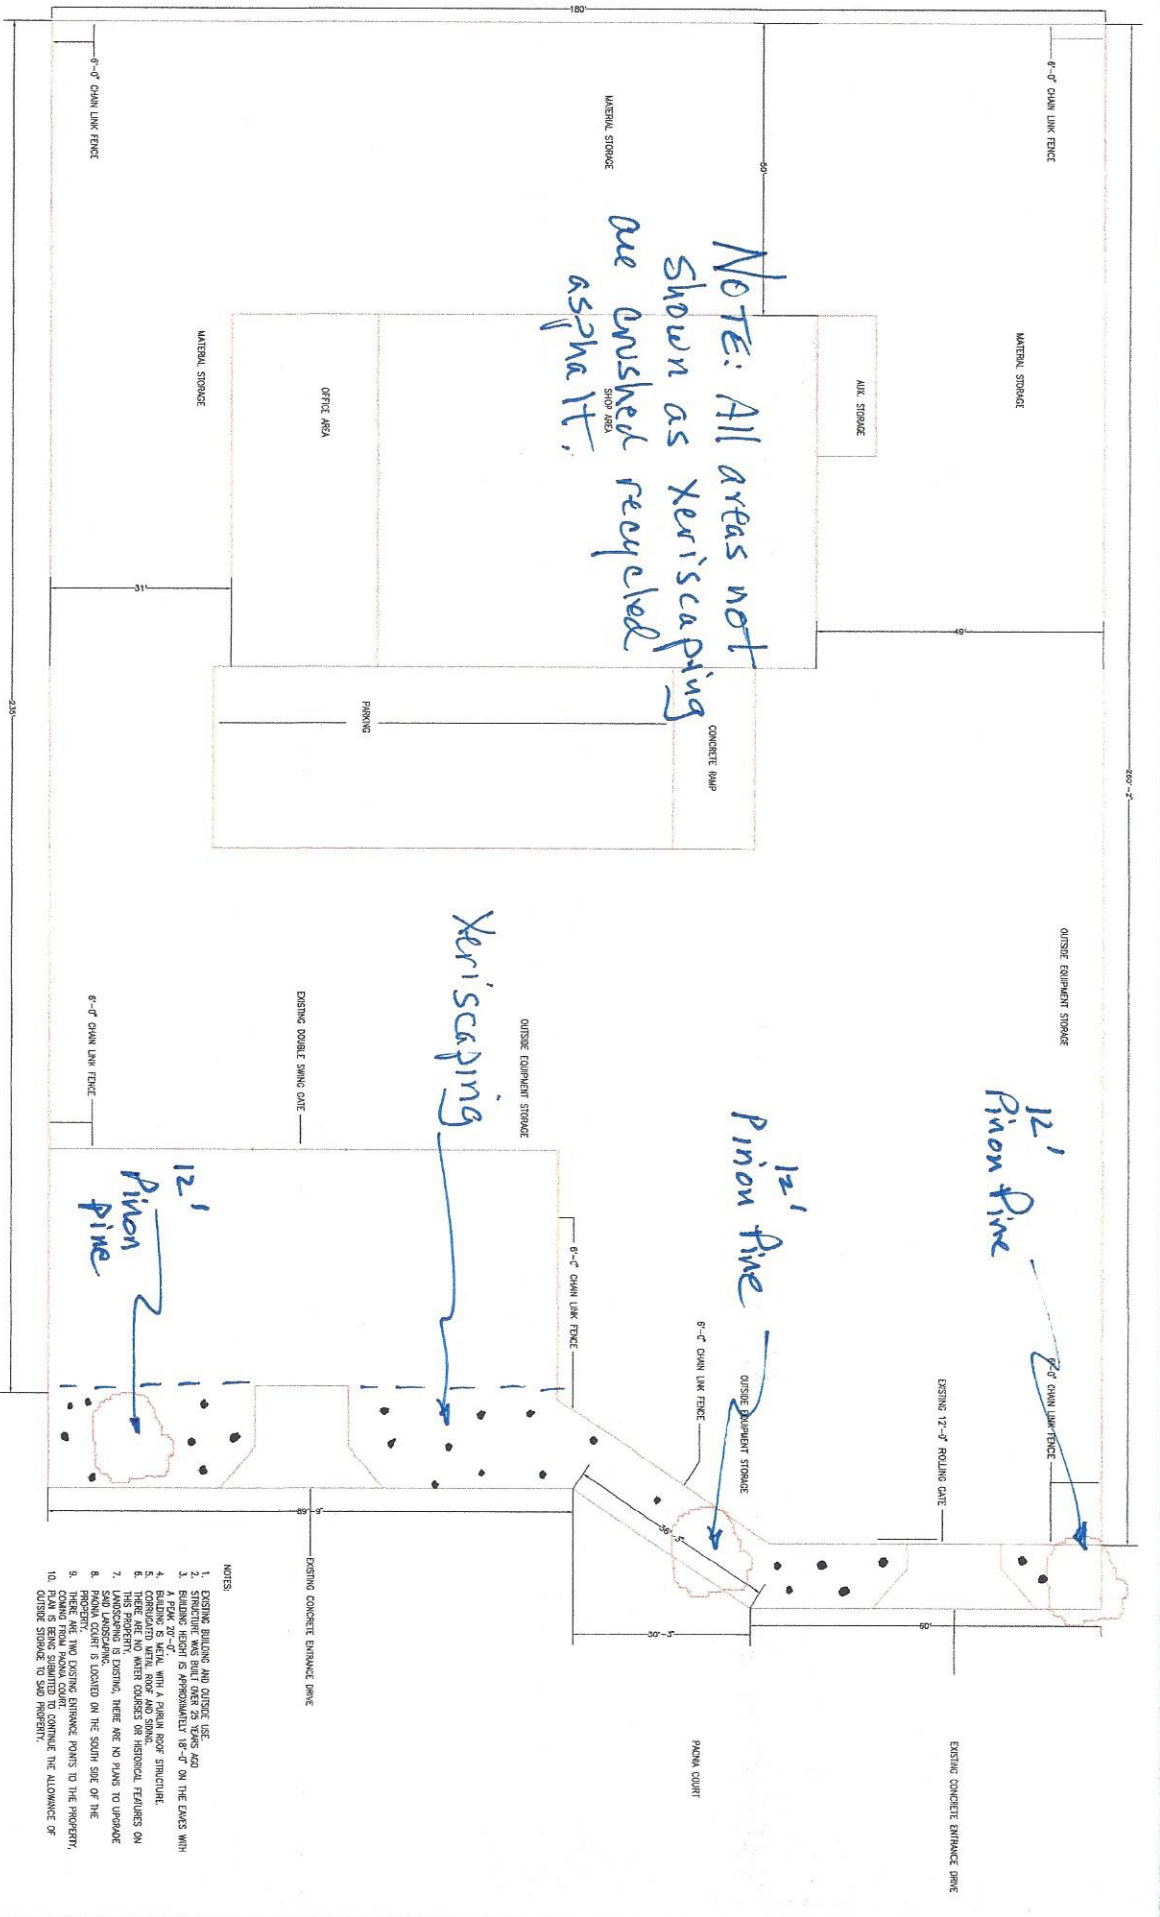 260'-2"
180'
6'-0" CHAIN LINK FENCE
MATERIAL STORAGE
OUTSIDE EQUIPMENT STORAGE
12'
Pinon Pine
6'-0" CHAIN LINK FENCE
EXISTING 12'-0" ROLLING GATE
EXISTING CONCRETE ENTRANCE DRIVE
60'
49'
AUX. STORAGE
50'
NOTE: All areas not
shown as xeriscaping
are crushed recycled
asphalt.
MATERIAL STORAGE
SHOP AREA
CONCRETE RAMP
12'
Pinon Pine
OUTSIDE EQUIPMENT STORAGE
6'-0" CHAIN LINK FENCE
36'-5"
30'-3"
PAONIA COURT
6'-0" CHAIN LINK FENCE
OUTSIDE EQUIPMENT STORAGE
Xeriscaping
PARKING
OFFICE AREA
EXISTING DOUBLE SWING GATE
89'-9"
EXISTING CONCRETE ENTRANCE DRIVE
MATERIAL STORAGE
31'
12'
Pinon
pine
6'-0" CHAIN LINK FENCE
6'-0" CHAIN LINK FENCE
235'
NOTES:
1. EXISTING BUILDING AND OUTSIDE USE.
2. STRUCTURE WAS BUILT OVER 25 YEARS AGO
3. BUILDING HEIGHT IS APPROXIMATELY 18'-0" ON THE EAVES WITH
A PEAK 20'-0".
4. BUILDING IS METAL WITH A PURLIN ROOF STRUCTURE.
5. CORRUGATED METAL ROOF AND SIDING.
6. THERE ARE NO WATER COURSES OR HISTORICAL FEATURES ON
THIS PROPERTY.
7. LANDSCAPING IS EXISTING, THERE ARE NO PLANS TO UPGRADE
SAID LANDSCAPING.
8. PAONIA COURT IS LOCATED ON THE SOUTH SIDE OF THE
PROPERTY.
9. THERE ARE TWO EXISTING ENTRANCE POINTS TO THE PROPERTY,
COMING FROM PAONIA COURT.
10. PLAN IS BEING SUBMITTED TO CONTINUE THE ALLOWANCE OF
OUTSIDE STORAGE TO SAID PROPERTY.